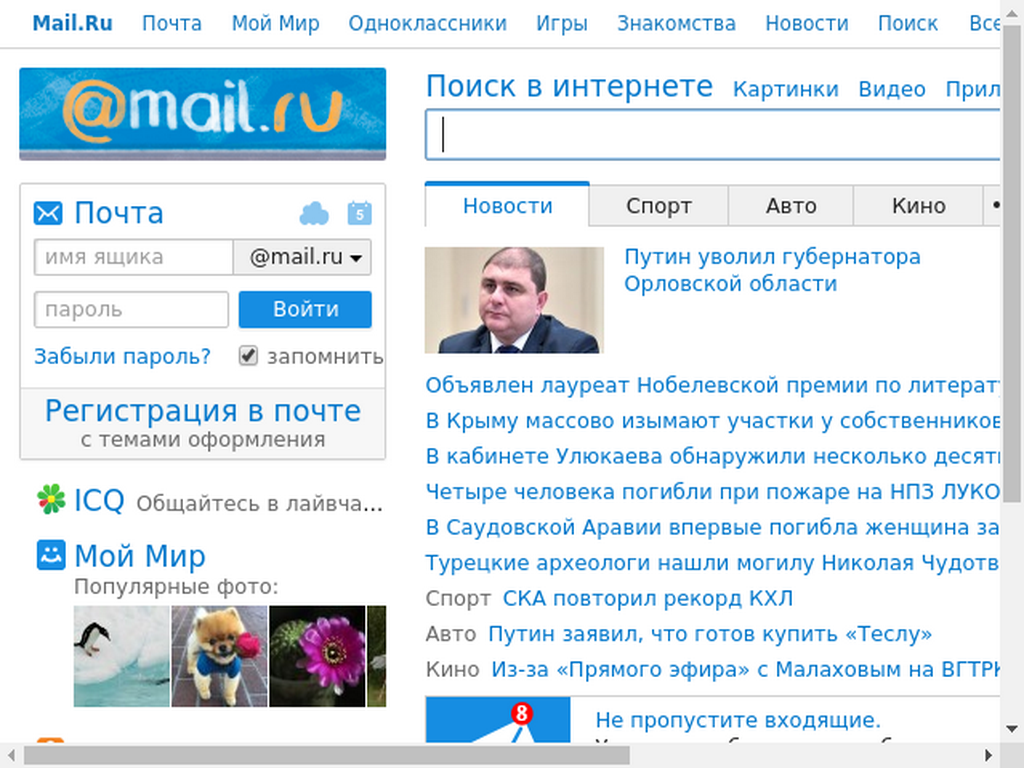 Mail.Ru Почта Мой Мир Одноклассники Игры Знакомства Новости Поиск Все
@mail.ru
Почта
5
имя ящика @mail.ru
пароль Войти
Забыли пароль? запомнить
Регистрация в почте
с темами оформления
ICQ Общайтесь в лайвча...
Мой Мир
Популярные фото:
Поиск в интернете Картинки Видео Прил
Новости Спорт Авто Кино
Путин уволил губернатора
Орловской области
Объявлен лауреат Нобелевской премии по литерат
В Крыму массово изымают участки у собственников
В кабинете Улюкаева обнаружили несколько десят
Четыре человека погибли при пожаре на НПЗ ЛУКО
В Саудовской Аравии впервые погибла женщина за
Турецкие археологи нашли могилу Николая Чудотв
Спорт СКА повторил рекорд КХЛ
Авто Путин заявил, что готов купить «Теслу»
Кино Из-за «Прямого эфира» с Малаховым на ВГТРК
8
Не пропустите входящие.